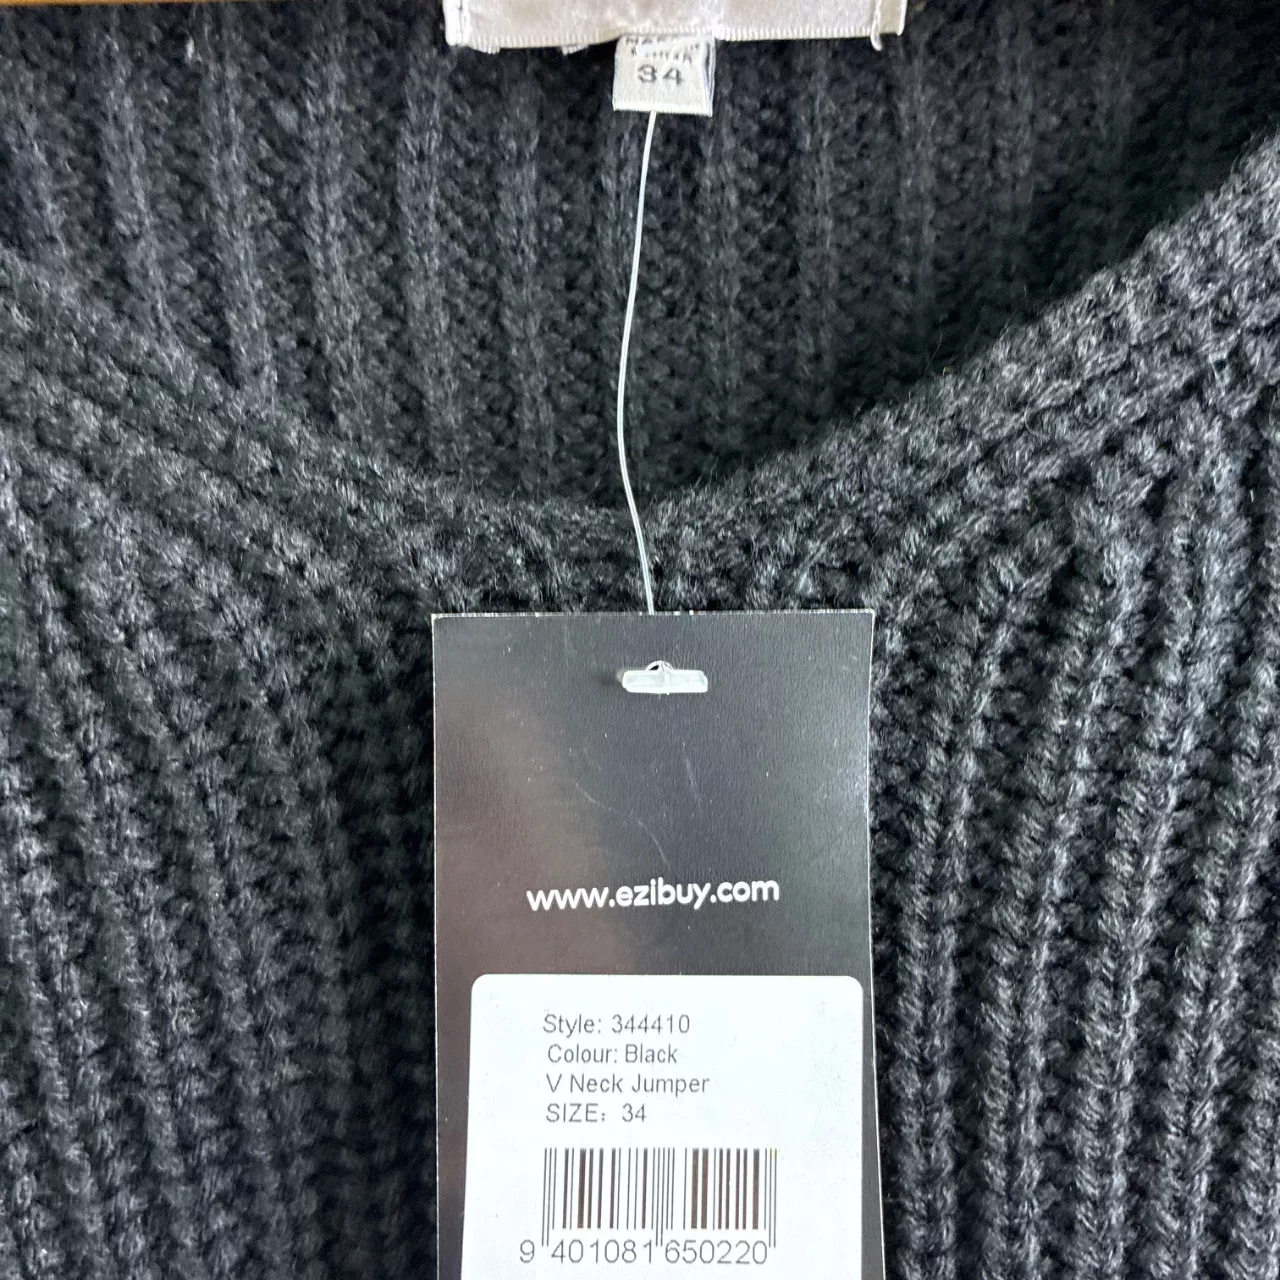 34
www.ezibuy.com
Style: 344410
Colour: Black
V Neck Jumper
SIZE: 34
9 401081 650220